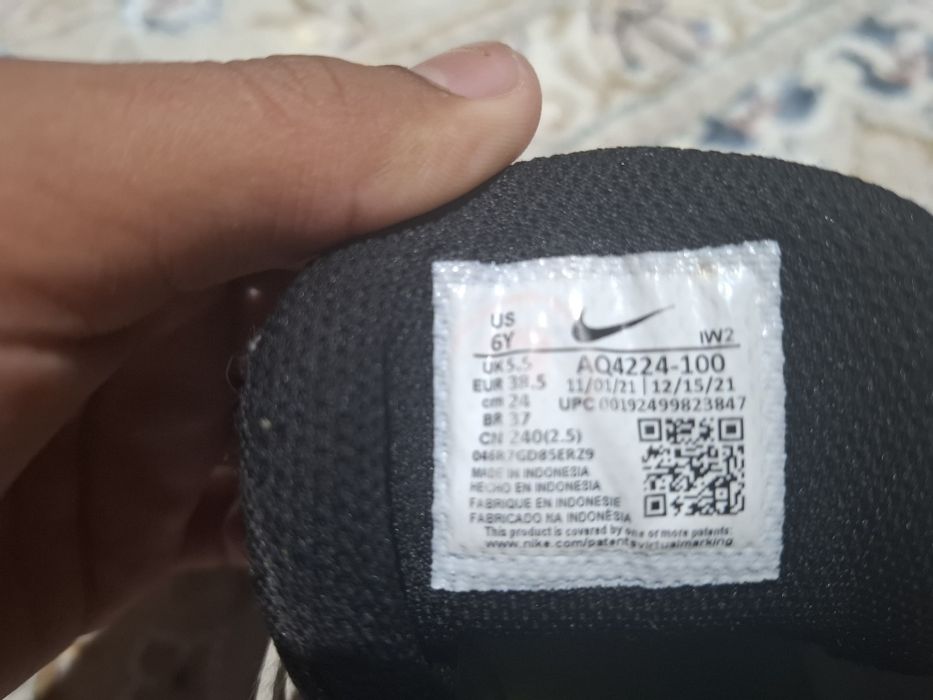 US
6Y
IW2
UK 5.5
AQ4224-100
EUR 38.5
11/01/21 | 12/15/21
cm 24
UPC 00192499823847
BR 37
CN 240(2.5)
046R7GD85ERZ9
MADE IN INDONESIA
HECHO EN INDONESIA
FABRIQUE EN INDONESIE
FABRICADO NA INDONÉSIA
This product is covered by one or more patents:
www.nike.com/patents virtualmarking